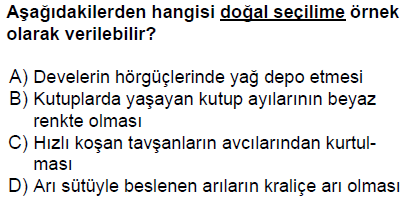 Aşağıdakilerden hangisi doğal seçilime örnek
olarak verilebilir?
A) Develerin hörgüçlerinde yağ depo etmesi
B) Kutuplarda yaşayan kutup ayılarının beyaz
renkte olması
C) Hızlı koşan tavşanların avcılarından kurtul-
ması
D) Arı sütüyle beslenen arıların kraliçe arı olması